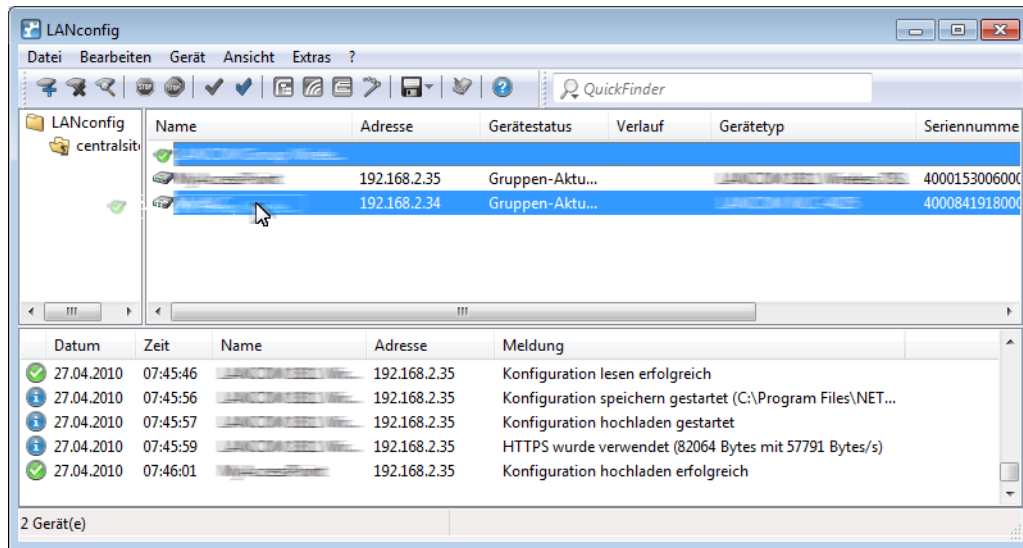 LANconfig
Datei Bearbeiten Gerät Ansicht Extras ?
QuickFinder
LANconfig
centralsit
Name Adresse Gerätestatus Verlauf Gerätetyp Seriennumme
192.168.2.35 Gruppen-Aktu... 4000153006000
192.168.2.34 Gruppen-Aktu... 4000841918000
Datum Zeit Name Adresse Meldung
27.04.2010 07:45:46 192.168.2.35 Konfiguration lesen erfolgreich
27.04.2010 07:45:56 192.168.2.35 Konfiguration speichern gestartet (C:\Program Files\NET...
27.04.2010 07:45:57 192.168.2.35 Konfiguration hochladen gestartet
27.04.2010 07:45:59 192.168.2.35 HTTPS wurde verwendet (82064 Bytes mit 57791 Bytes/s)
27.04.2010 07:46:01 192.168.2.35 Konfiguration hochladen erfolgreich
2 Gerät(e)